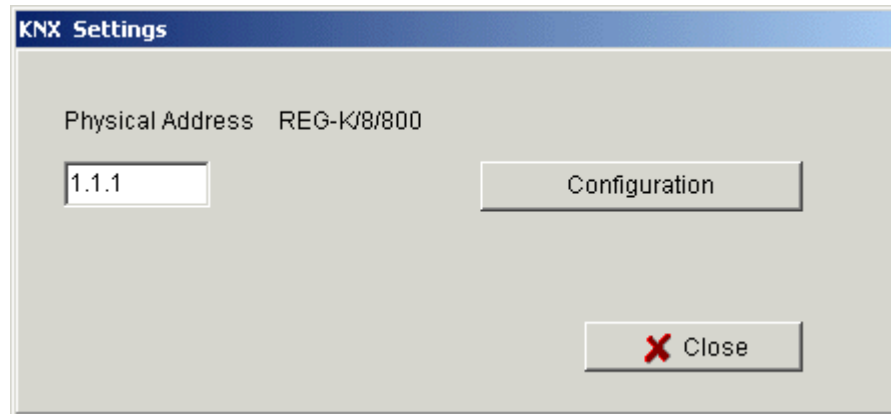 KNX Settings
Physical Address REG-K/8/800
1.1.1
Configuration
Close